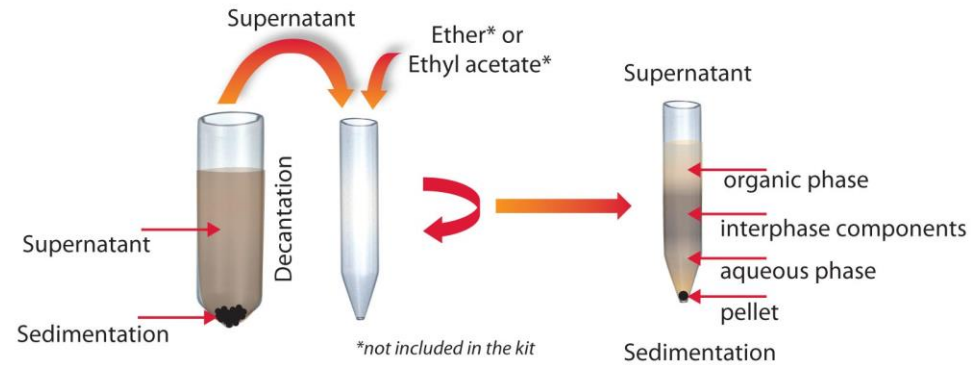 Supernatant
Ether* or
Ethyl acetate*
Supernatant
Decantation
Sedimentation
*not included in the kit
Supernatant
organic phase
interphase components
aqueous phase
pellet
Sedimentation